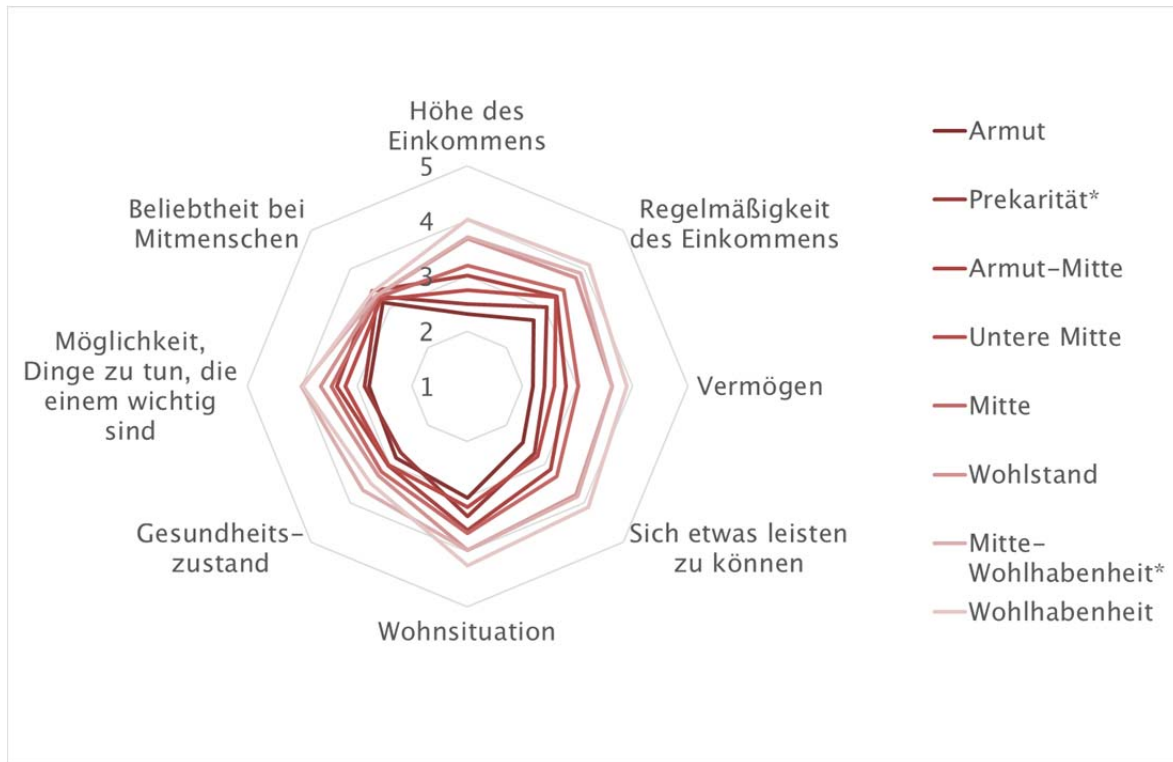 Höhe des
Einkommens
5
4
3
2
1
Regelmäßigkeit
des Einkommens
Vermögen
Sich etwas leisten
zu können
Wohnsituation
Gesundheits-
zustand
Möglichkeit,
Dinge zu tun, die
einem wichtig
sind
Beliebtheit bei
Mitmenschen
Armut
Prekarität*
Armut-Mitte
Untere Mitte
Mitte
Wohlstand
Mitte-
Wohlhabenheit*
Wohlhabenheit